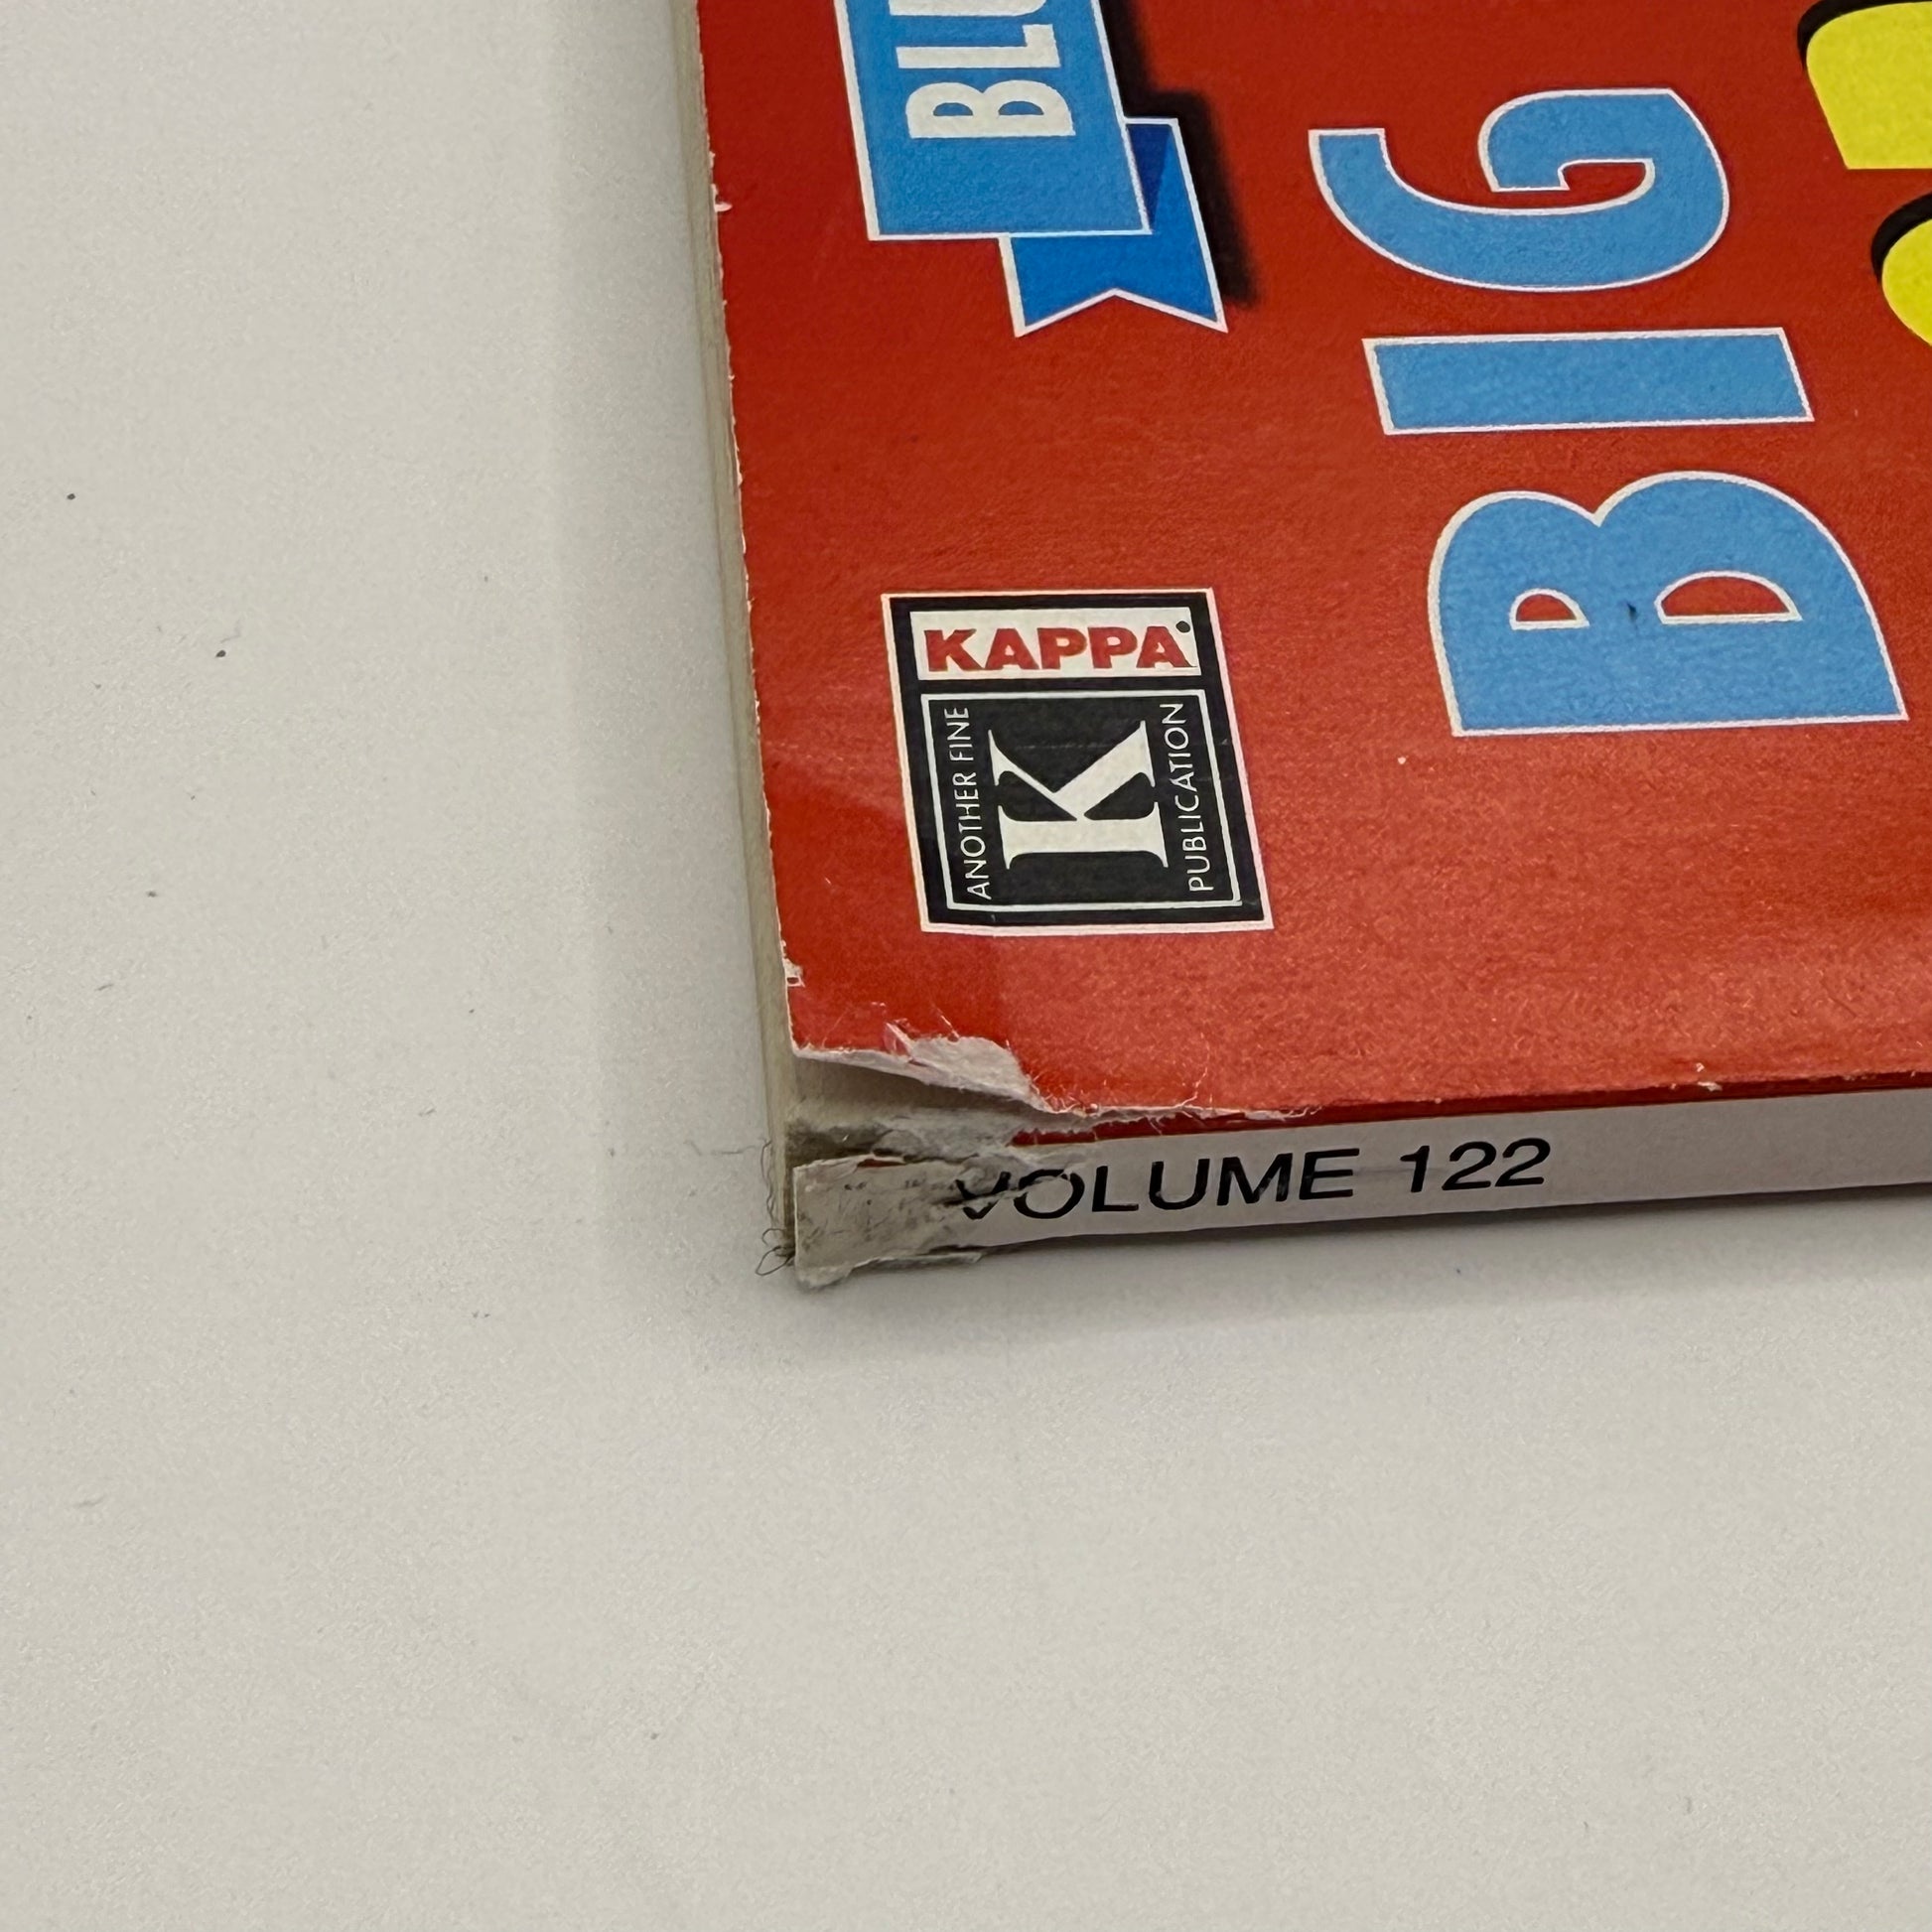 BLU
BIG
KAPPA
ANOTHER FINE
K
PUBLICATION
VOLUME 122